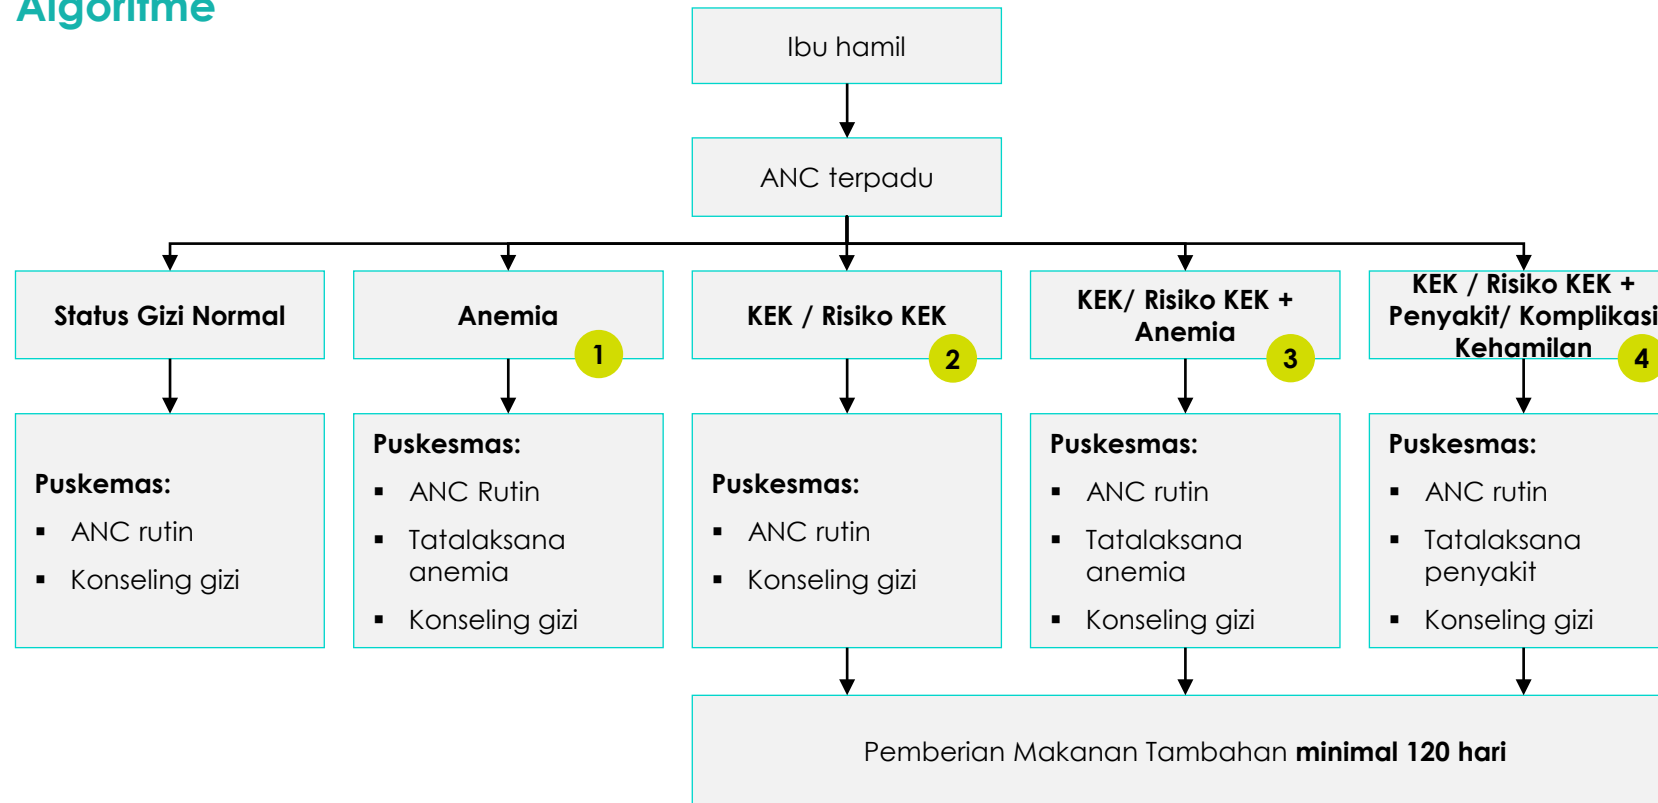 Algoritme
Ibu hamil
ANC terpadu
Status Gizi Normal
Anemia
1
KEK / Risiko KEK
2
KEK/ Risiko KEK +
Anemia
3
KEK / Risiko KEK +
Penyakit/ Komplikasi
Kehamilan
4
Puskemas:
▪ ANC rutin
▪ Konseling gizi
Puskesmas:
▪ ANC Rutin
▪ Tatalaksana
anemia
▪ Konseling gizi
Puskesmas:
▪ ANC rutin
▪ Konseling gizi
Puskesmas:
▪ ANC rutin
▪ Tatalaksana
anemia
▪ Konseling gizi
Puskesmas:
▪ ANC rutin
▪ Tatalaksana
penyakit
▪ Konseling gizi
Pemberian Makanan Tambahan minimal 120 hari